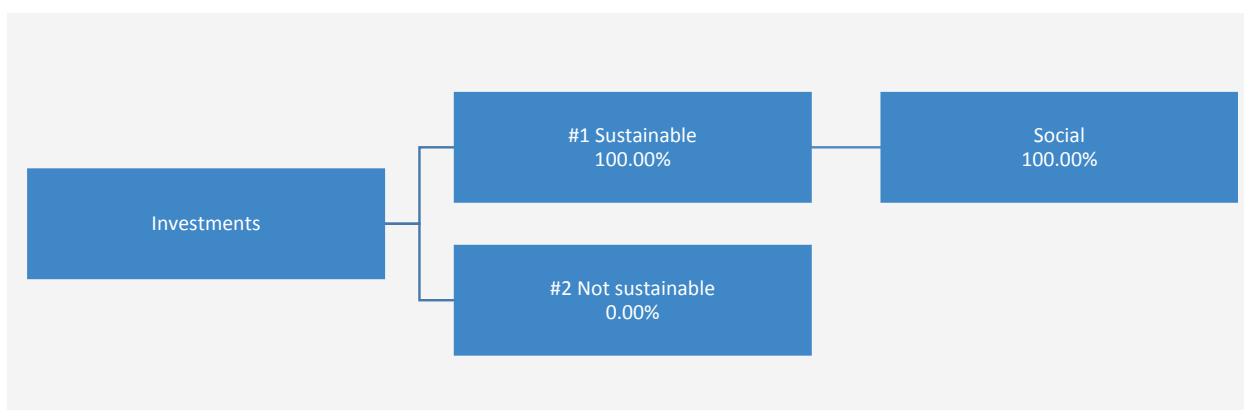 #1 Sustainable
100.00%
Social
100.00%
Investments
#2 Not sustainable
0.00%